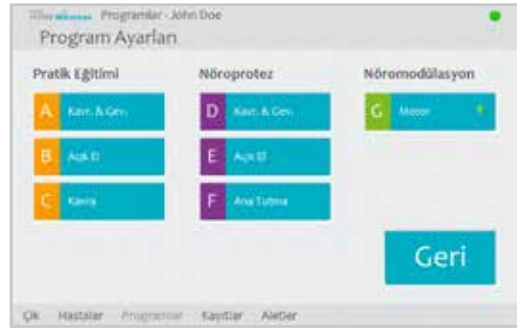 Programlar - John Doe
Program Ayarları
Pratik Eğitimi
Nöroprotez
Nöromodülasyon
A Kavr. & Gev.
D Kavr. & Gev.
G Motor
B Açık El
E Açık El
C Kavra
F Ana Tutma
Geri
Çık Hastalar Programlar Kayıtlar Aletler